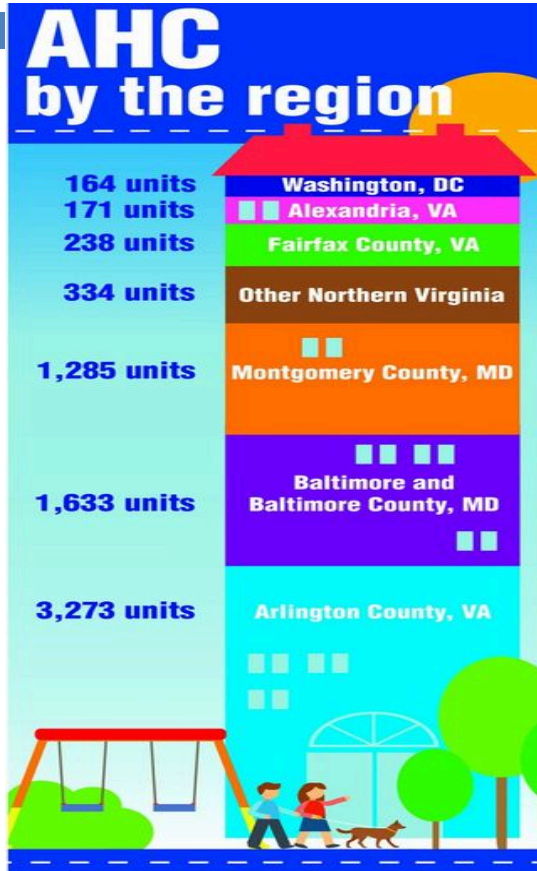 AHC
by the region
164 units Washington, DC
171 units Alexandria, VA
238 units Fairfax County, VA
334 units Other Northern Virginia
1,285 units Montgomery County, MD
Baltimore and
1,633 units Baltimore County, MD
3,273 units Arlington County, VA